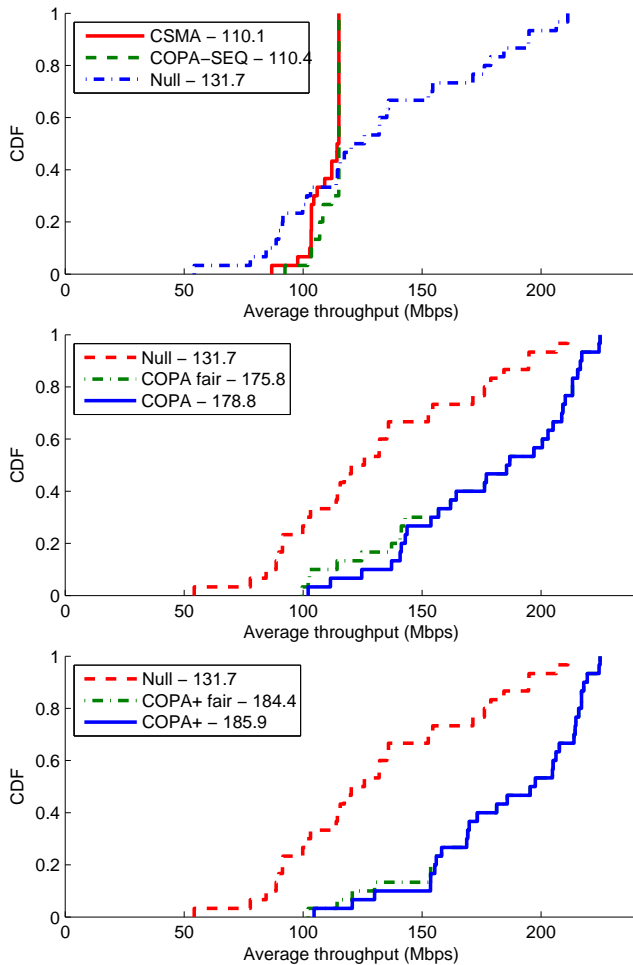 1
CSMA – 110.1
COPA–SEQ – 110.4
Null – 131.7
0.8
0.6
CDF
0.4
0.2
0
0 50 100 150 200
Average throughput (Mbps)
1
Null – 131.7
COPA fair – 175.8
COPA – 178.8
0.8
0.6
CDF
0.4
0.2
0
0 50 100 150 200
Average throughput (Mbps)
1
Null – 131.7
COPA+ fair – 184.4
COPA+ – 185.9
0.8
0.6
CDF
0.4
0.2
0
0 50 100 150 200
Average throughput (Mbps)